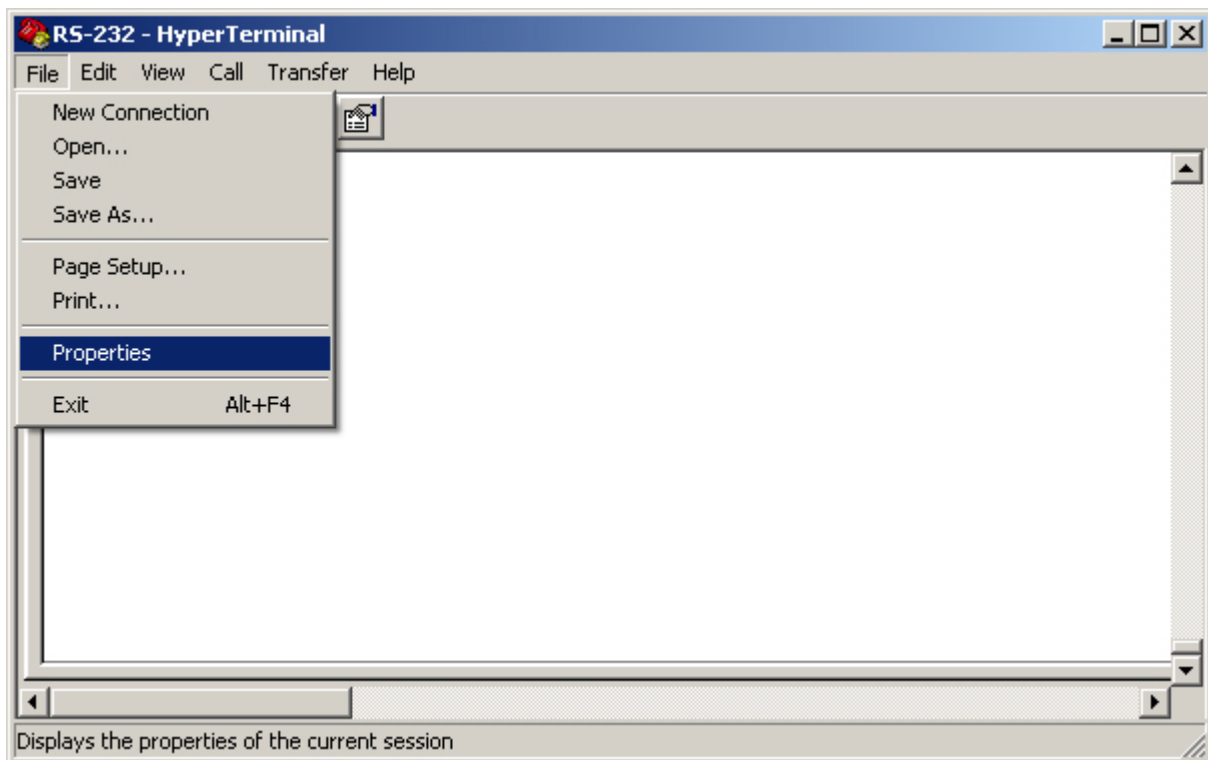 RS-232 - HyperTerminal
File Edit View Call Transfer Help
New Connection
Open...
Save
Save As...
Page Setup...
Print...
Properties
Exit Alt+F4
Displays the properties of the current session